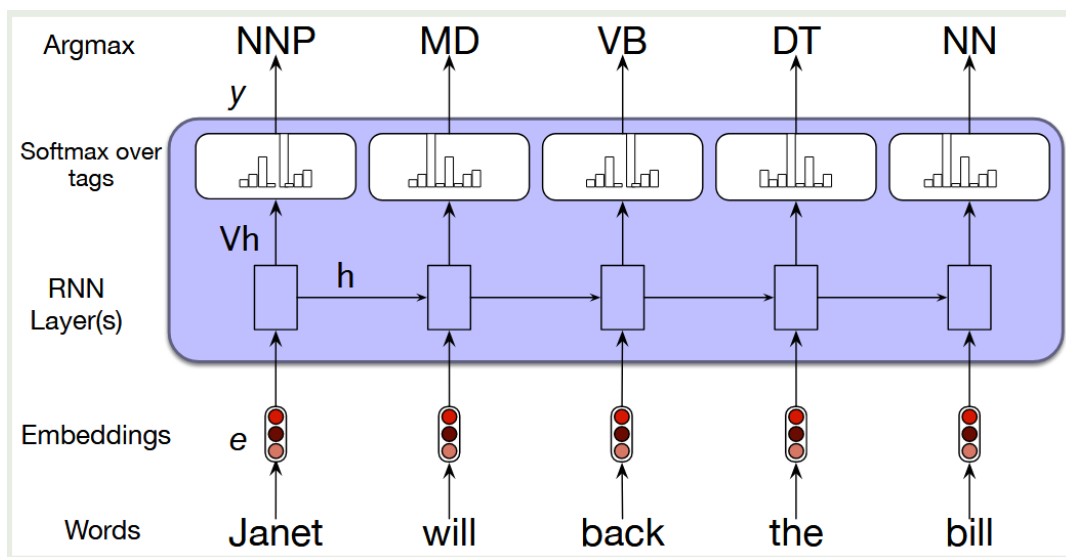 Argmax NNP MD VB DT NN
y
Softmax over
tags
Vh
h
RNN
Layer(s)
Embeddings e
Words Janet will back the bill